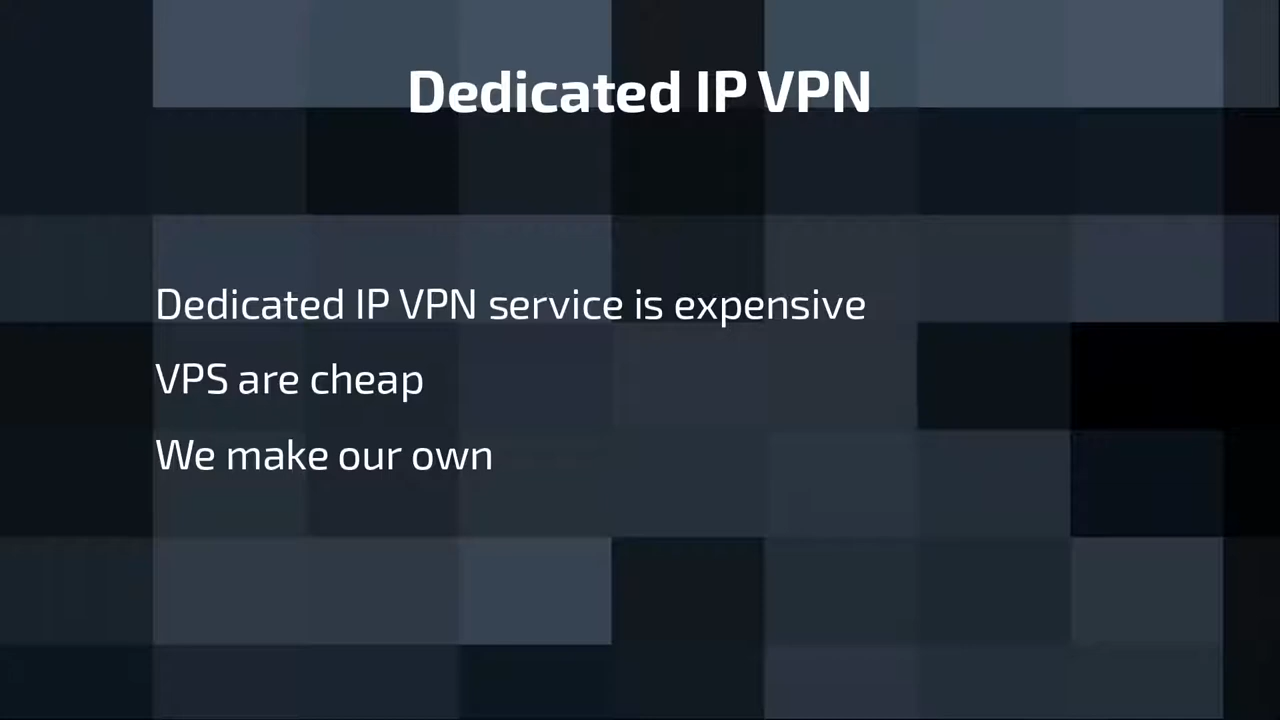 Dedicated IP VPN
Dedicated IP VPN service is expensive
VPS are cheap
We make our own